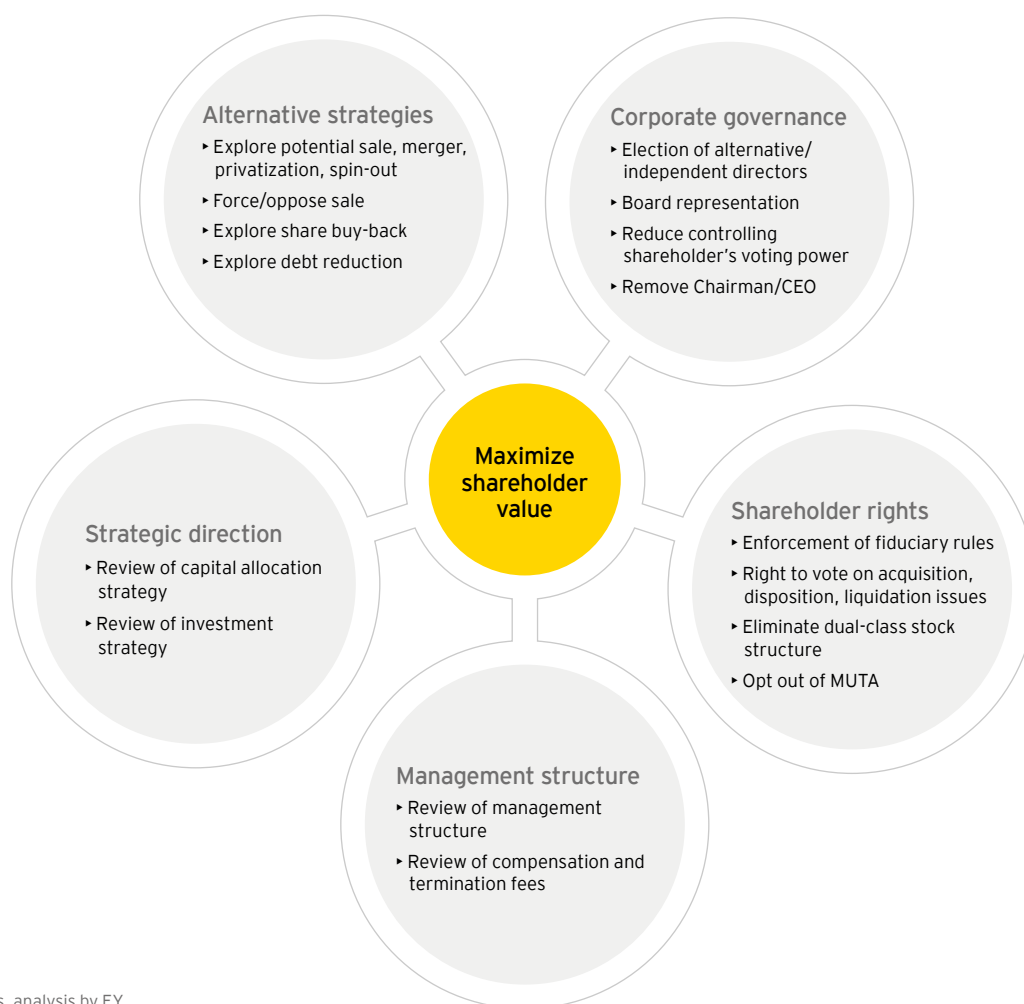 Alternative strategies
‣ Explore potential sale, merger,
privatization, spin-out
‣ Force/oppose sale
‣ Explore share buy-back
‣ Explore debt reduction
Corporate governance
‣ Election of alternative/
independent directors
‣ Board representation
‣ Reduce controlling
shareholder's voting power
‣ Remove Chairman/CEO
Maximize
shareholder
value
Strategic direction
‣ Review of capital allocation
strategy
‣ Review of investment
strategy
Shareholder rights
‣ Enforcement of fiduciary rules
‣ Right to vote on acquisition,
disposition, liquidation issues
‣ Eliminate dual-class stock
structure
‣ Opt out of MUTA
Management structure
‣ Review of management
structure
‣ Review of compensation and
termination fees
analysis by EY